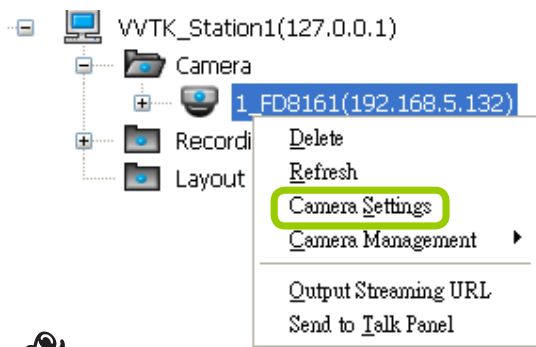 VVTK_Station1(127.0.0.1)
Camera
1_FD8161(192.168.5.132)
Recordi
Layout
Delete
Refresh
Camera Settings
Camera Management
Output Streaming URL
Send to Talk Panel